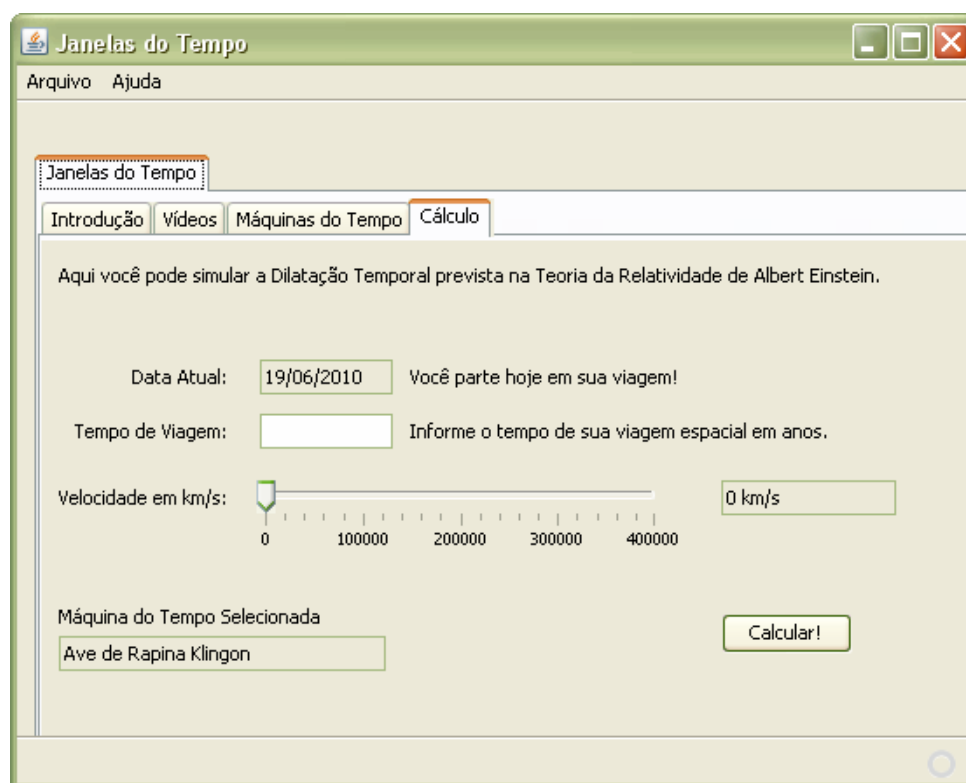 Janelas do Tempo
Arquivo Ajuda
Janelas do Tempo
Introdução Vídeos Máquinas do Tempo Cálculo
Aqui você pode simular a Dilatação Temporal prevista na Teoria da Relatividade de Albert Einstein.
Data Atual: 19/06/2010 Você parte hoje em sua viagem!
Tempo de Viagem: Informe o tempo de sua viagem espacial em anos.
Velocidade em km/s: 0 km/s
0 100000 200000 300000 400000
Máquina do Tempo Selecionada
Ave de Rapina Klingon Calcular!